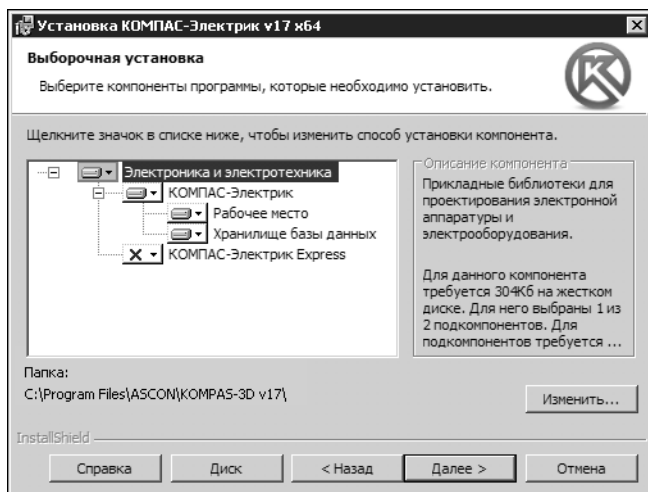 Установка КОМПАС-Электрик v17 x64
Выборочная установка
Выберите компоненты программы, которые необходимо установить.
Щелкните значок в списке ниже, чтобы изменить способ установки компонента.
Электроника и электротехника
КОМПАС-Электрик
Рабочее место
Хранилище базы данных
КОМПАС-Электрик Express
Описание компонента
Прикладные библиотеки для
проектирования электронной
аппаратуры и
электрооборудования.
Для данного компонента
требуется 304Кб на жестком
диске. Для него выбраны 1 из
2 подкомпонентов. Для
подкомпонентов требуется ...
Папка:
C:\Program Files\ASCON\KOMPAS-3D v17\
Изменить...
InstallShield
Справка
Диск
< Назад
Далее >
Отмена